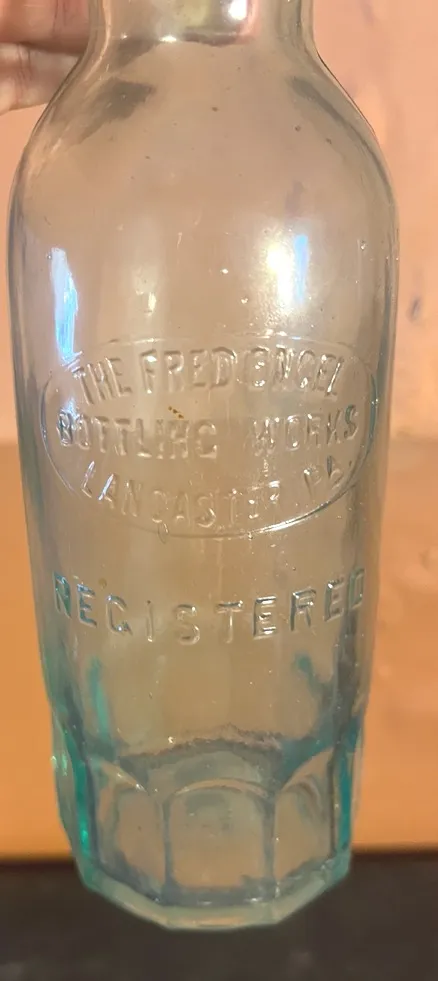 THE FRED ENGEL
BOTTLING WORKS
LANCASTER, PA.
REGISTERED